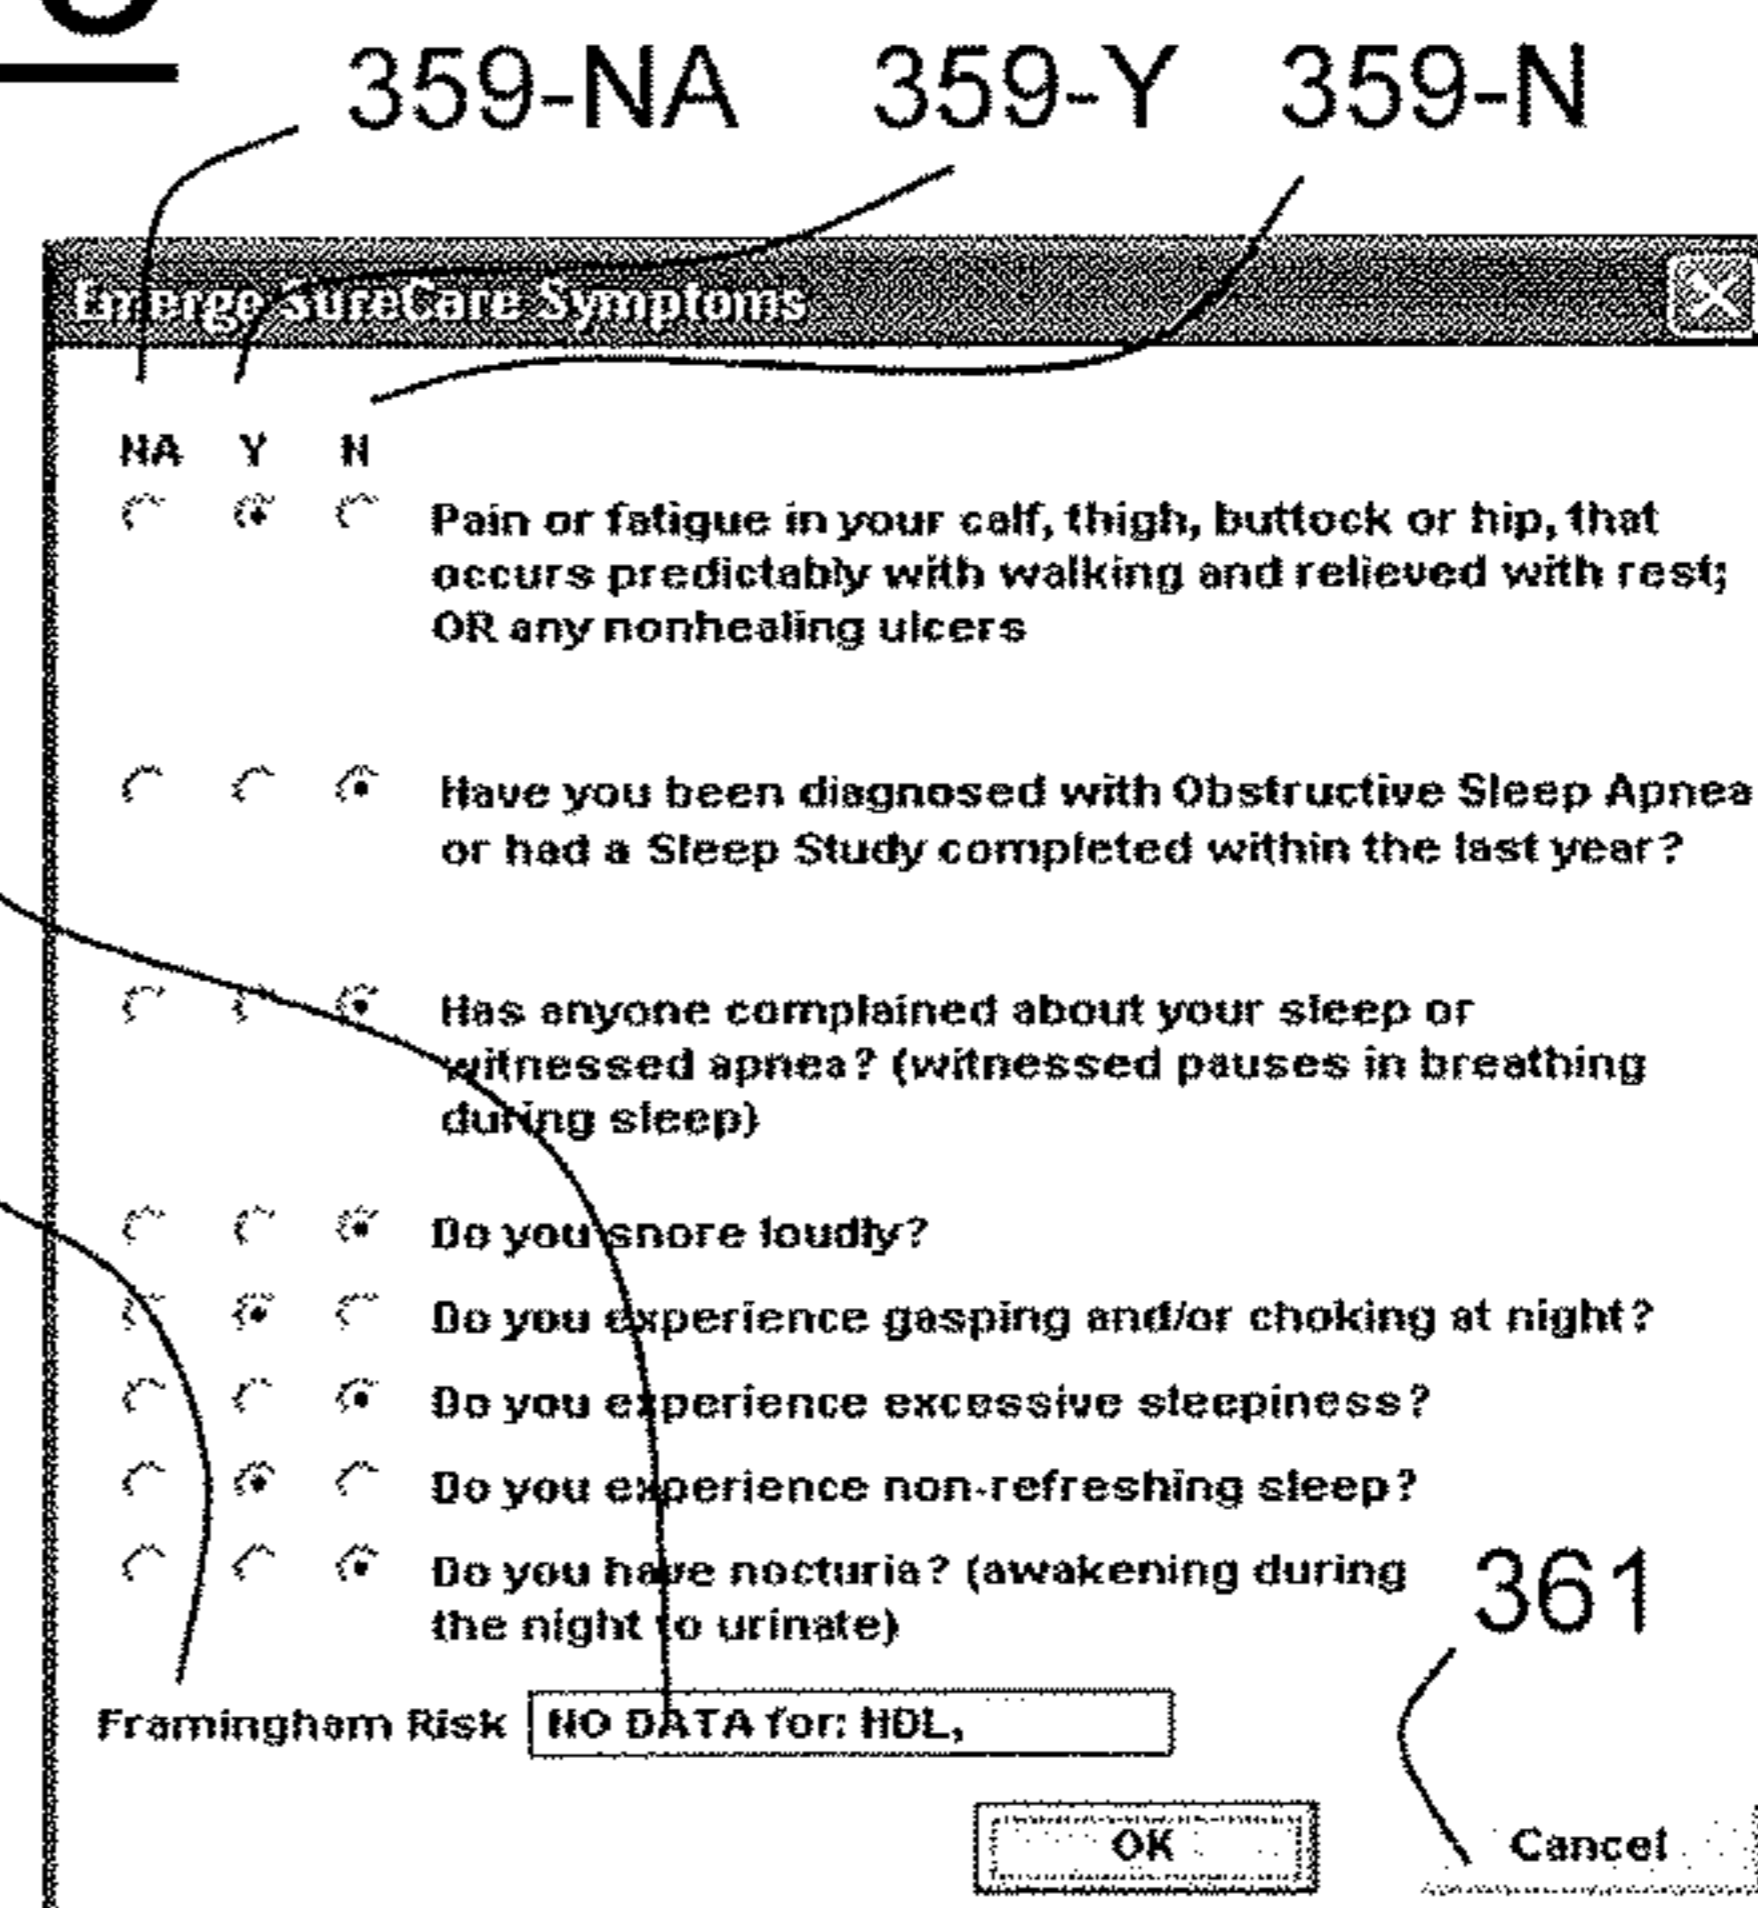 359-NA 359-Y 359-N
Emerge SureCare Symptoms
NA Y N
Pain or fatigue in your calf, thigh, buttock or hip, that
occurs predictably with walking and relieved with rest;
OR any nonhealing ulcers
Have you been diagnosed with Obstructive Sleep Apnea
or had a Sleep Study completed within the last year?
Has anyone complained about your sleep or
witnessed apnea? (witnessed pauses in breathing
during sleep)
Do you snore loudly?
Do you experience gasping and/or choking at night?
Do you experience excessive sleepiness?
Do you experience non-refreshing sleep?
Do you have nocturia? (awakening during
the night to urinate)
361
Framingham Risk NO DATA for: HDL,
OK Cancel